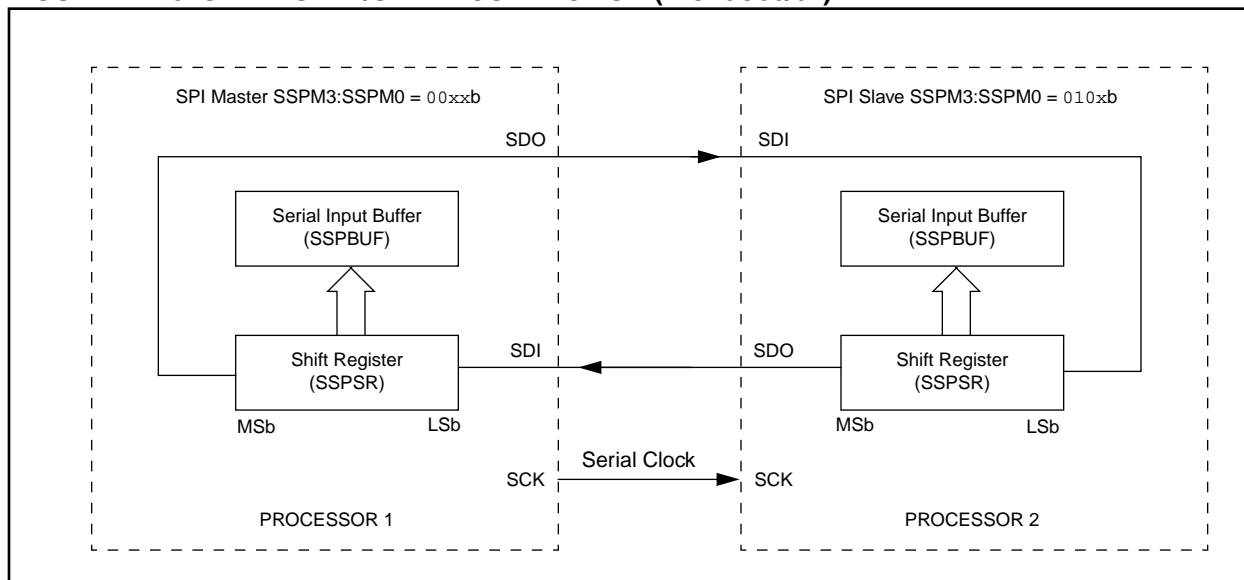 SPI Master SSPM3:SSPM0 = 00xxb
SPI Slave SSPM3:SSPM0 = 010xb
SDO
SDI
Serial Input Buffer
(SSPBUF)
Serial Input Buffer
(SSPBUF)
Shift Register
(SSPSR)
SDI
SDO
Shift Register
(SSPSR)
MSb
LSb
MSb
LSb
Serial Clock
SCK
SCK
PROCESSOR 1
PROCESSOR 2